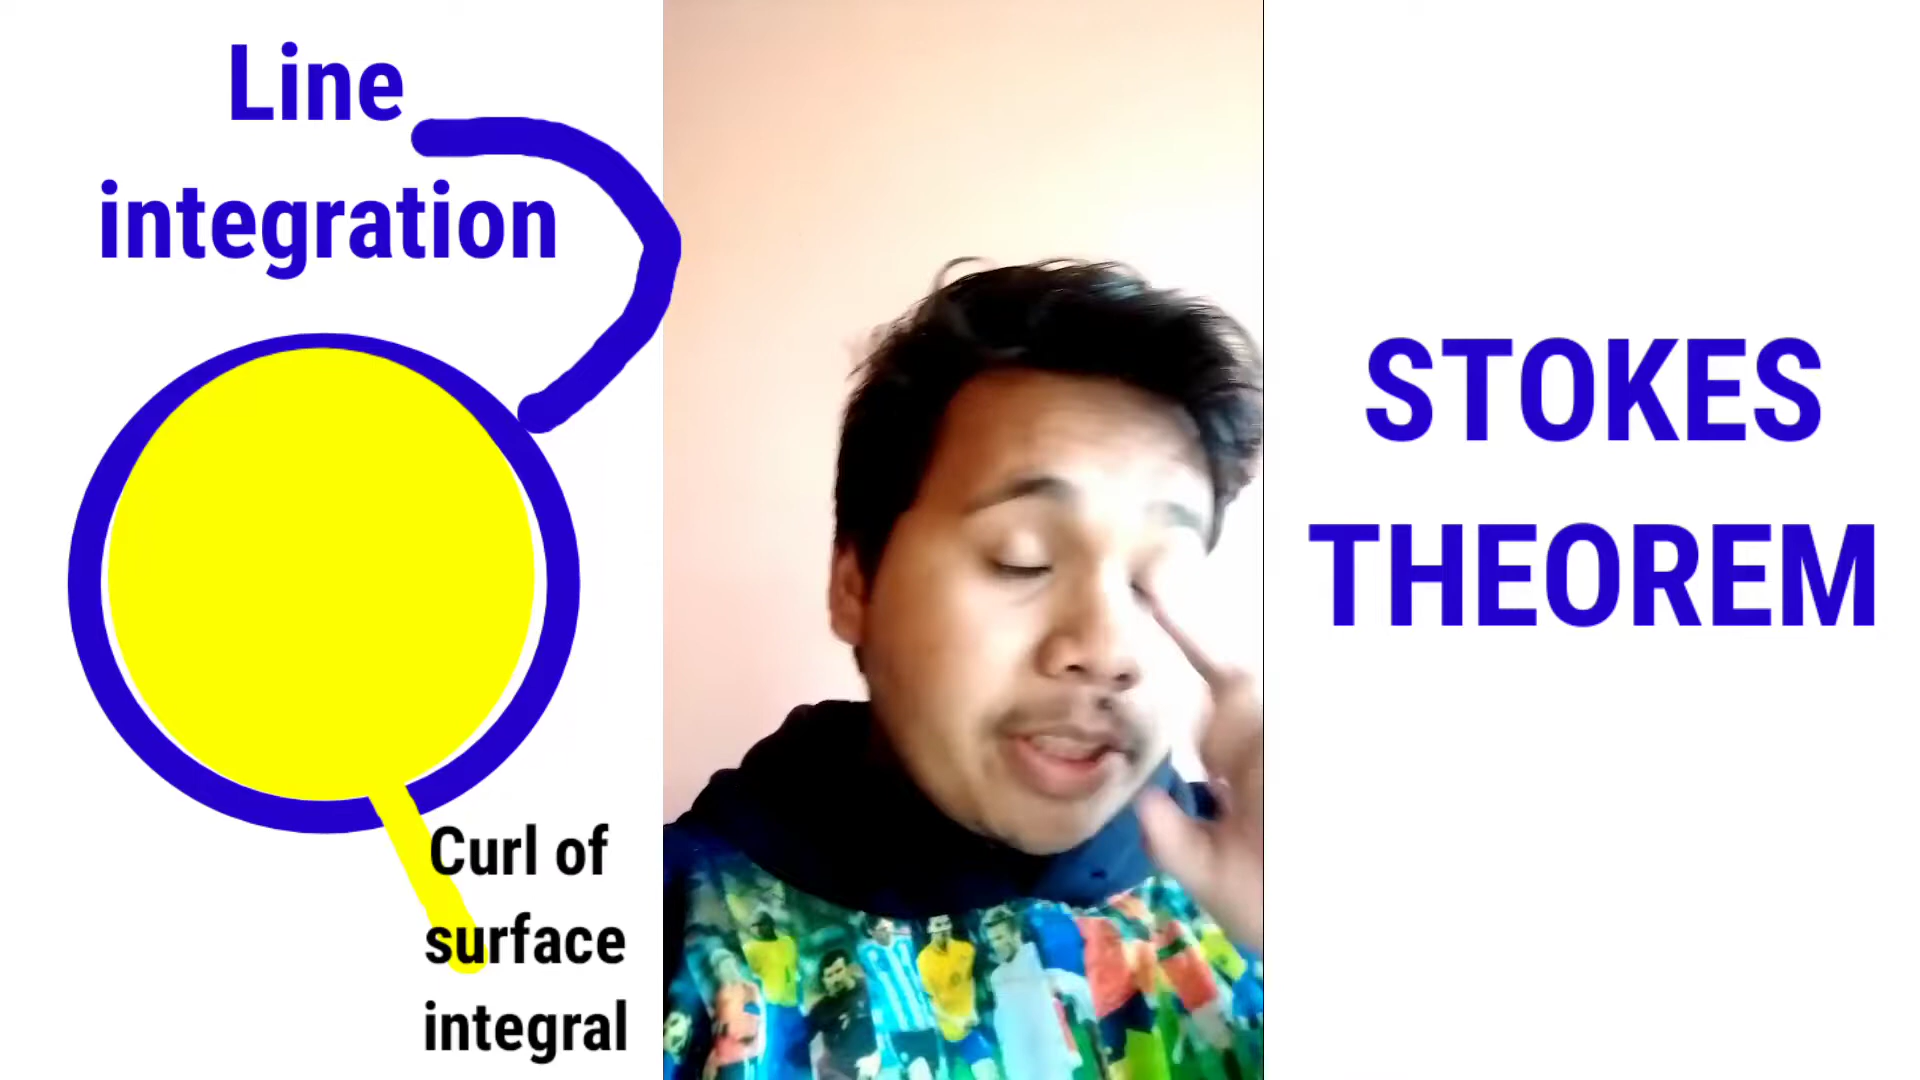 Line
integration
Curl of
surface
integral
STOKES
THEOREM